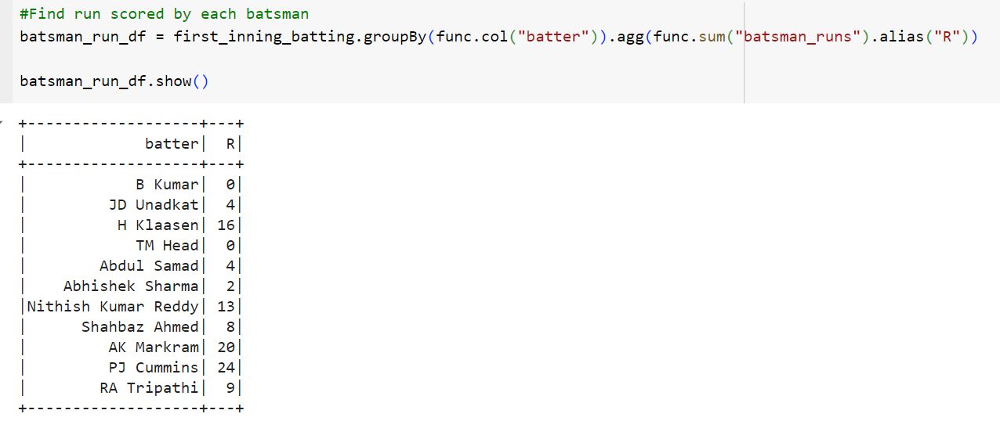 #Find run scored by each batsman
batsman_run_df = first_inning_batting.groupBy(func.col("batter")).agg(func.sum("batsman_runs").alias("R"))
batsman_run_df.show()
+-------------------+---+
|             batter|  R|
+-------------------+---+
|            B Kumar|  0|
|         JD Unadkat|  4|
|          H Klaasen| 16|
|            TM Head|  0|
|        Abdul Samad|  4|
|    Abhishek Sharma|  2|
|Nithish Kumar Reddy| 13|
|      Shahbaz Ahmed|  8|
|         AK Markram| 20|
|         PJ Cummins| 24|
|        RA Tripathi|  9|
+-------------------+---+